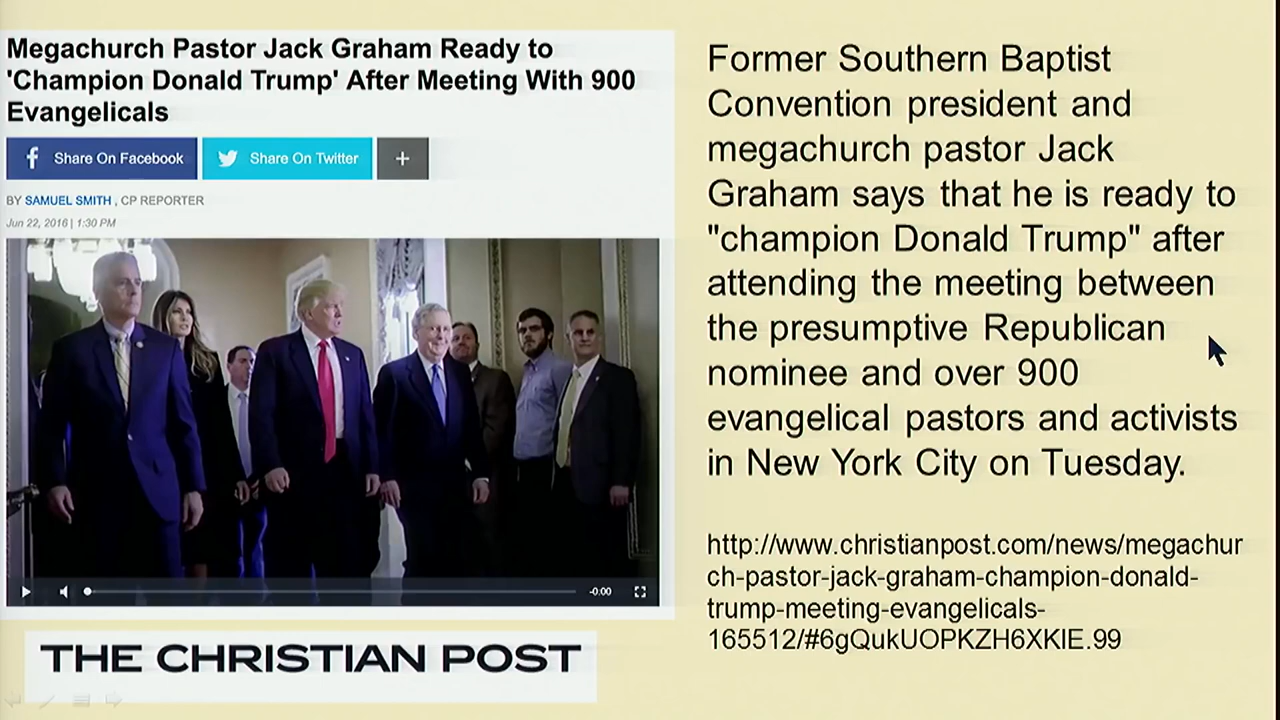 Megachurch Pastor Jack Graham Ready to
'Champion Donald Trump' After Meeting With 900
Evangelicals
Share On Facebook
Share On Twitter
+
BY SAMUEL SMITH , CP REPORTER
Jun 22, 2016 | 1:30 PM
-0:00
THE CHRISTIAN POST
Former Southern Baptist
Convention president and
megachurch pastor Jack
Graham says that he is ready to
"champion Donald Trump" after
attending the meeting between
the presumptive Republican
nominee and over 900
evangelical pastors and activists
in New York City on Tuesday.
http://www.christianpost.com/news/megachur
ch-pastor-jack-graham-champion-donald-
trump-meeting-evangelicals-
165512/#6gQukUOPKZH6XKIE.99